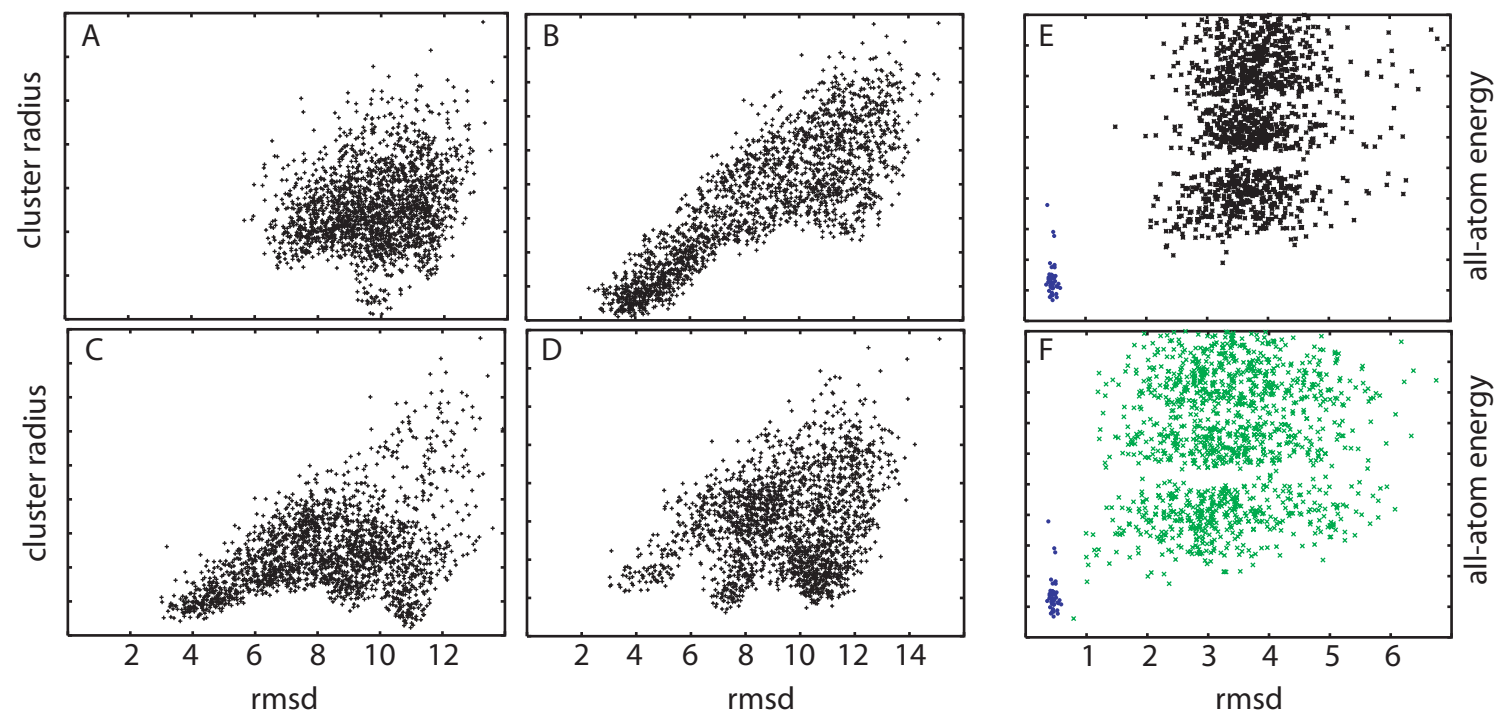 A
B
E
cluster radius
all-atom energy
C
D
F
cluster radius
all-atom energy
2 4 6 8 10 12
2 4 6 8 10 12 14
1 2 3 4 5 6
rmsd
rmsd
rmsd